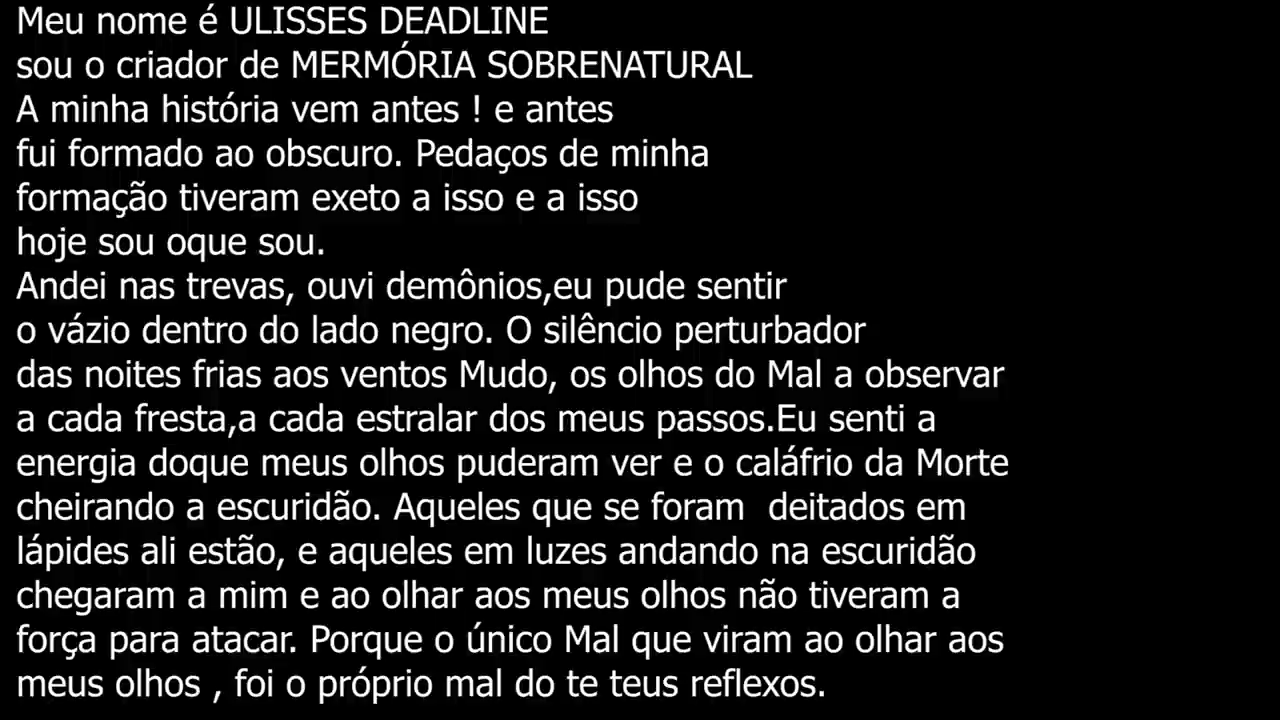 Meu nome é ULISSES DEADLINE
sou o criador de MERMÓRIA SOBRENATURAL
A minha história vem antes ! e antes
fui formado ao obscuro. Pedaços de minha
formação tiveram exeto a isso e a isso
hoje sou oque sou.
Andei nas trevas, ouvi demônios,eu pude sentir
o vázio dentro do lado negro. O silêncio perturbador
das noites frias aos ventos Mudo, os olhos do Mal a observar
a cada fresta,a cada estralar dos meus passos.Eu senti a
energia doque meus olhos puderam ver e o caláfrio da Morte
cheirando a escuridão. Aqueles que se foram  deitados em
lápides ali estão, e aqueles em luzes andando na escuridão
chegaram a mim e ao olhar aos meus olhos não tiveram a
força para atacar. Porque o único Mal que viram ao olhar aos
meus olhos , foi o próprio mal do te teus reflexos.